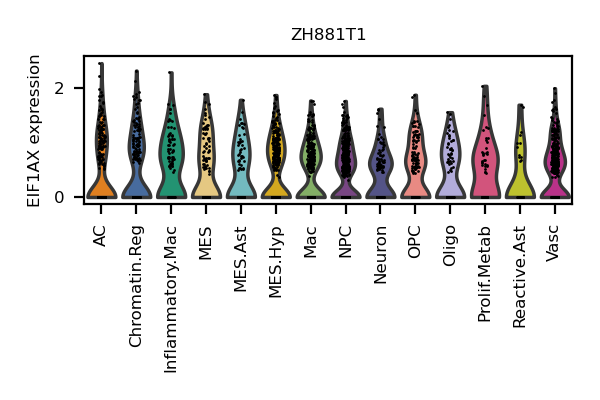 ZH881T1
EIF1AX expression
2
0
AC
Chromatin.Reg
Inflammatory.Mac
MES
MES.Ast
MES.Hyp
Mac
NPC
Neuron
OPC
Oligo
Prolif.Metab
Reactive.Ast
Vasc